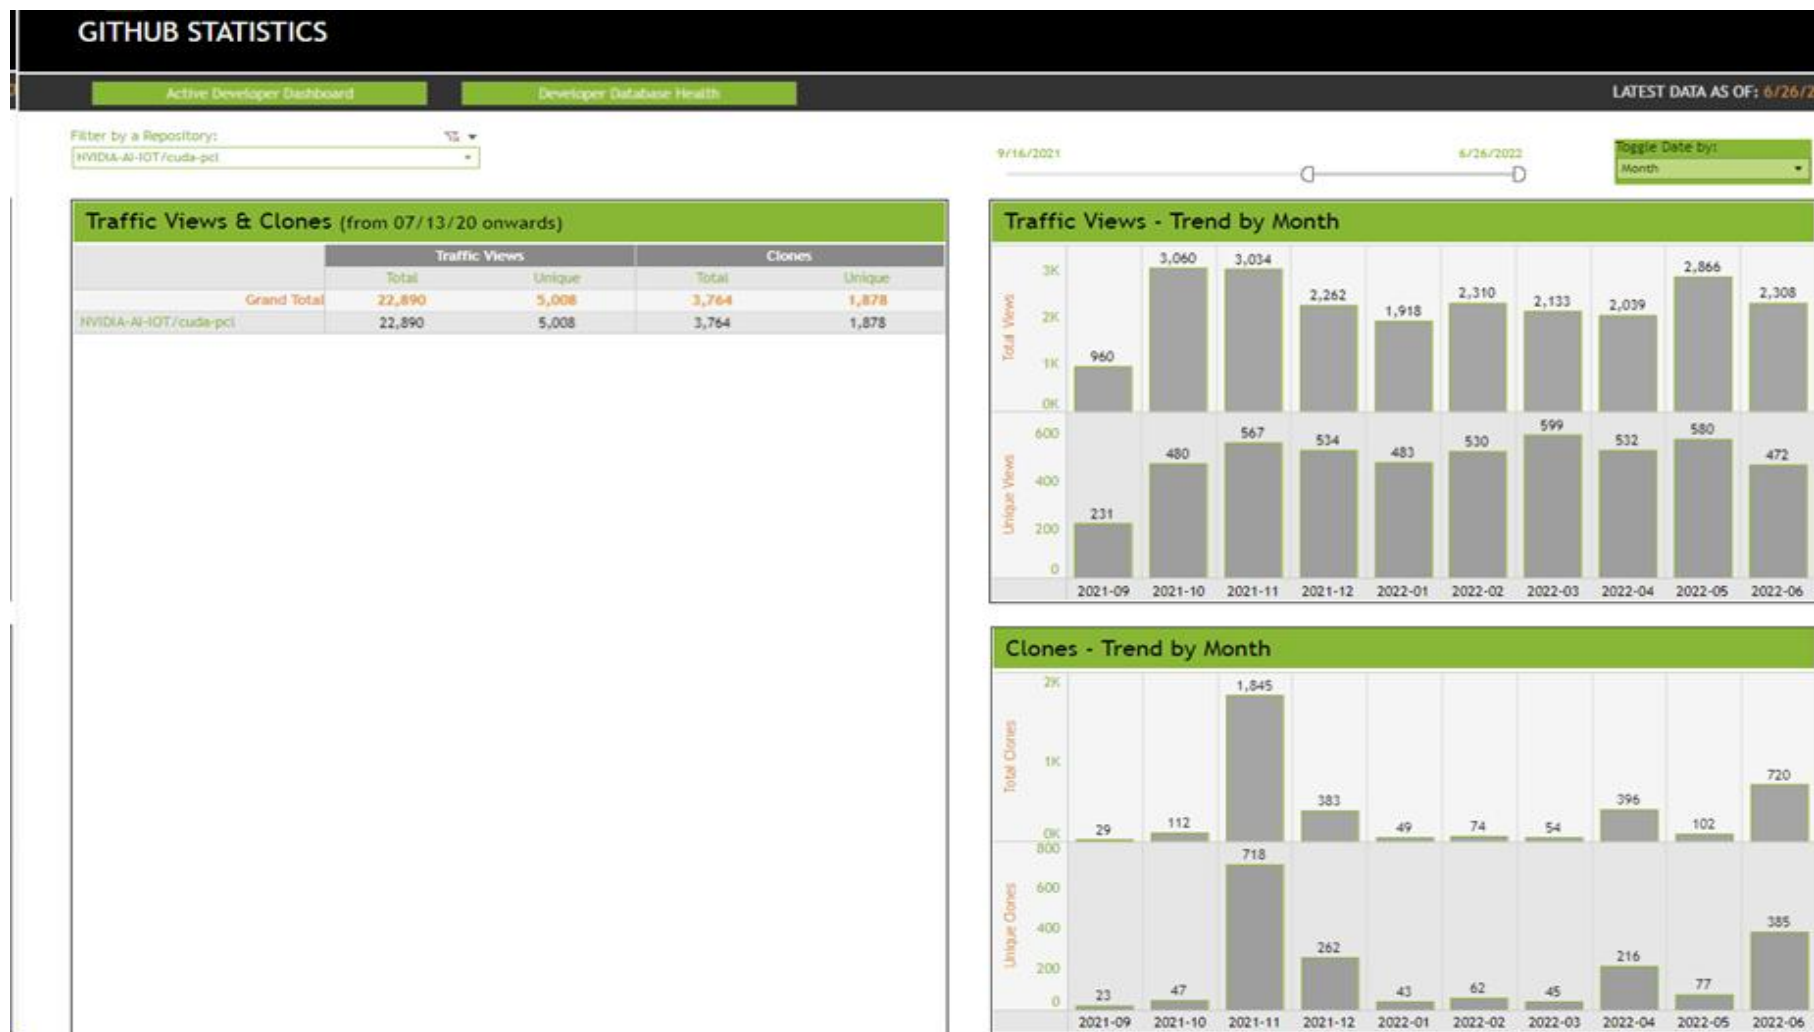 GITHUB STATISTICS
Active Developer Dashboard
Developer Database Health
LATEST DATA AS OF: 6/26/2
Filter by a Repository:
NVIDIA-AI-IOT/cuda-pcl
9/16/2021
6/26/2022
Toggle Date by:
Month
Traffic Views & Clones (from 07/13/20 onwards)
Traffic Views Clones
Total Unique Total Unique
Grand Total 22,890 5,008 3,764 1,878
NVIDIA-AI-IOT/cuda-pcl 22,890 5,008 3,764 1,878
Traffic Views - Trend by Month
Total Views
3K
2K
1K
0K
960 3,060 3,034 2,262 1,918 2,310 2,133 2,039 2,866 2,308
Unique Views
600
400
200
0
231 480 567 534 483 530 599 532 580 472
2021-09 2021-10 2021-11 2021-12 2022-01 2022-02 2022-03 2022-04 2022-05 2022-06
Clones - Trend by Month
Total Clones
2K
1K
0K
29 112 1,845 383 49 74 54 396 102 720
Unique Clones
800
600
400
200
0
23 47 718 262 43 62 45 216 77 385
2021-09 2021-10 2021-11 2021-12 2022-01 2022-02 2022-03 2022-04 2022-05 2022-06